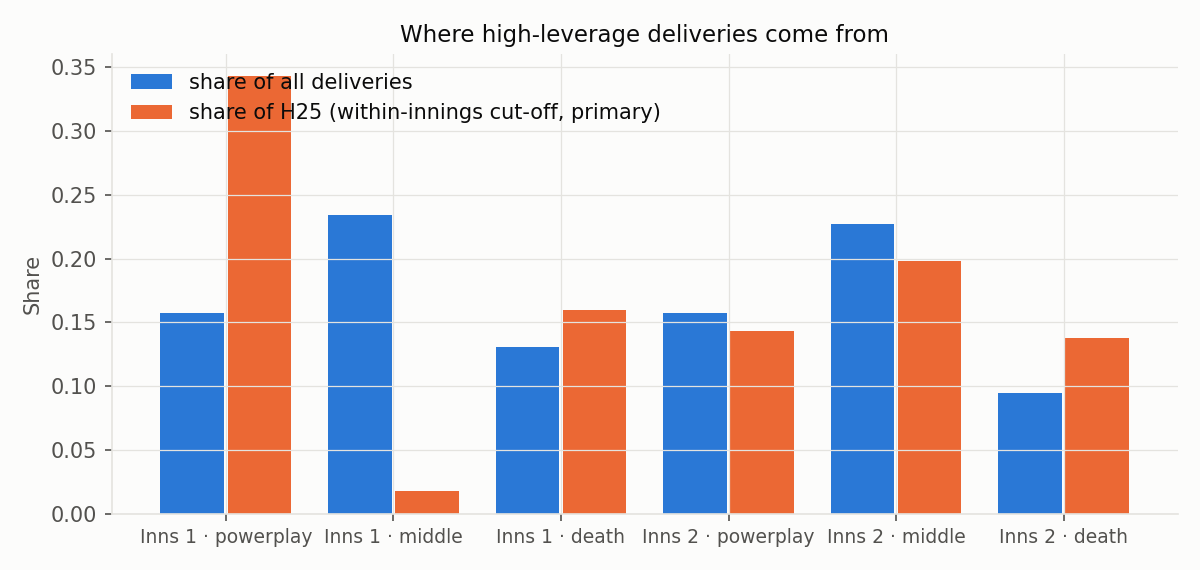 Where high-leverage deliveries come from
share of all deliveries
share of H25 (within-innings cut-off, primary)
Share
0.35
0.30
0.25
0.20
0.15
0.10
0.05
0.00
Inns 1 · powerplay
Inns 1 · middle
Inns 1 · death
Inns 2 · powerplay
Inns 2 · middle
Inns 2 · death